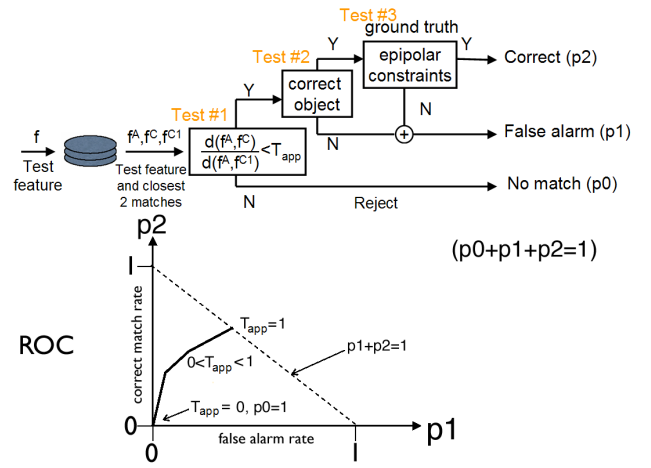 Test #3
ground truth
Test #2
Y
Y
epipolar
constraints
Correct (p2)
correct
object
Test #1
Y
N
f
fA,fC,fC1
d(fA,fC)
d(fA,fC1)
<Tapp
N
+
False alarm (p1)
Test
feature
Test feature
and closest
2 matches
No match (p0)
N
Reject
p2
(p0+p1+p2=1)
I
correct match rate
Tapp=1
ROC
p1+p2=1
0<Tapp<1
Tapp = 0, p0=1
0
p1
0
false alarm rate
I